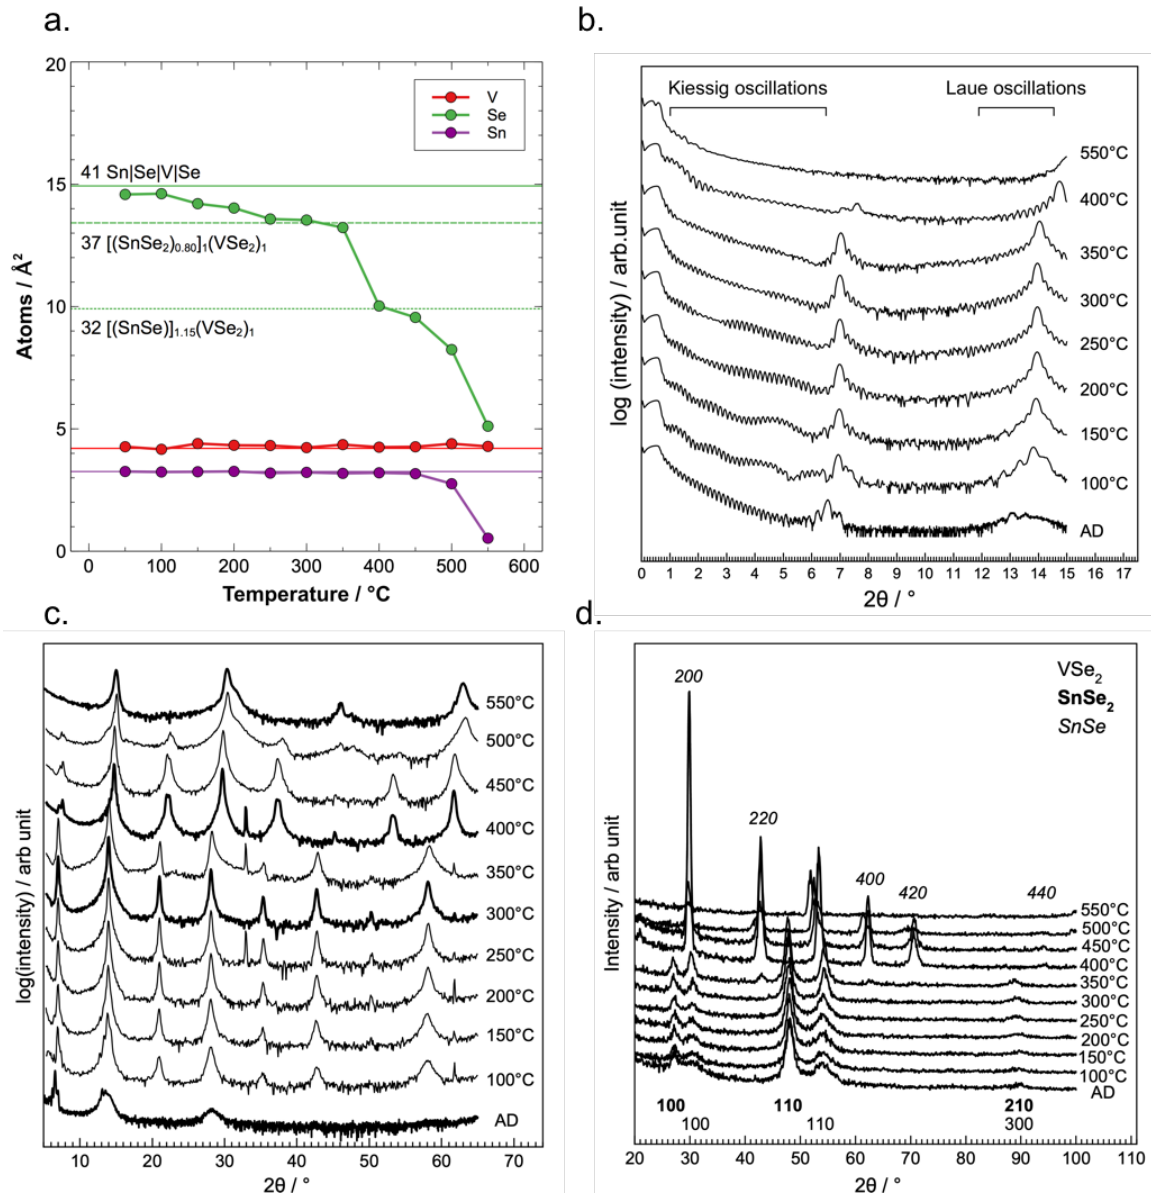 a.
20
15
10
5
0
Atoms / Å²
V
Se
Sn
41 Sn|Se|V|Se
37 [(SnSe₂)₀.₈₀]₁(VSe₂)₁
32 [(SnSe)]₁.₁₅(VSe₂)₁
0 100 200 300 400 500 600
Temperature / °C
b.
Kiessig oscillations
Laue oscillations
550°C
400°C
350°C
300°C
250°C
200°C
150°C
100°C
AD
log (intensity) / arb.unit
0 1 2 3 4 5 6 7 8 9 10 11 12 13 14 15 16 17
2θ / °
c.
550°C
500°C
450°C
400°C
350°C
300°C
250°C
200°C
150°C
100°C
AD
log(intensity) / arb unit
10 20 30 40 50 60 70
2θ / °
d.
VSe₂
SnSe₂
SnSe
200
220
400
420
440
550°C
500°C
450°C
400°C
350°C
300°C
250°C
200°C
150°C
100°C
AD
Intensity / arb unit
100 110 210
100 110 300
20 30 40 50 60 70 80 90 100 110
2θ / °